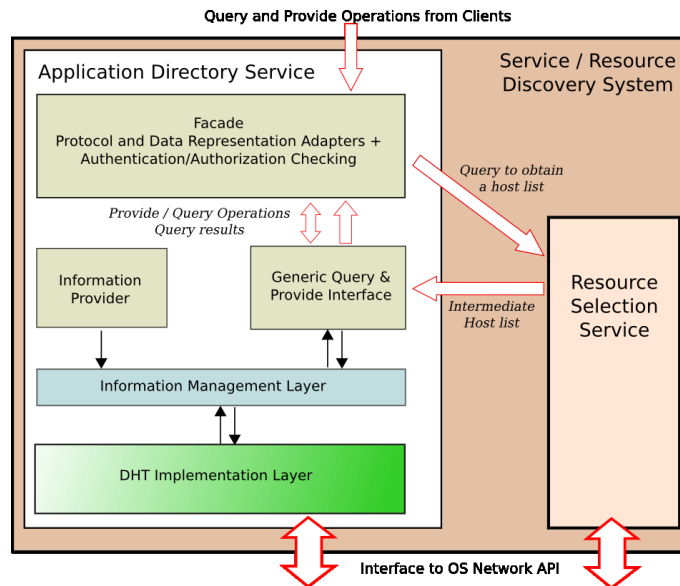 Query and Provide Operations from Clients
Service / Resource
Discovery System
Application Directory Service
Facade
Protocol and Data Representation Adapters +
Authentication/Authorization Checking
Query to obtain
a host list
Provide / Query Operations
Query results
Information
Provider
Generic Query &
Provide Interface
Intermediate
Host list
Resource
Selection
Service
Information Management Layer
DHT Implementation Layer
Interface to OS Network API